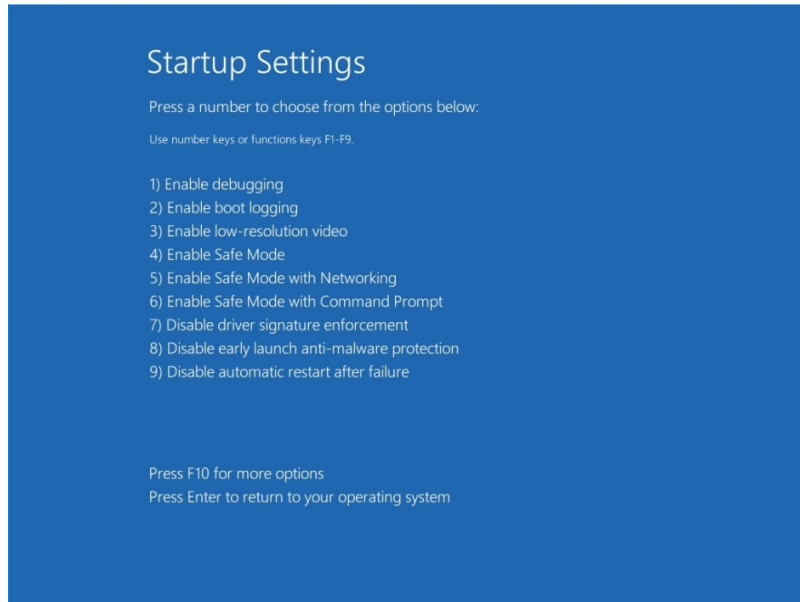 Startup Settings
Press a number to choose from the options below:
Use number keys or functions keys F1-F9.
1) Enable debugging
2) Enable boot logging
3) Enable low-resolution video
4) Enable Safe Mode
5) Enable Safe Mode with Networking
6) Enable Safe Mode with Command Prompt
7) Disable driver signature enforcement
8) Disable early launch anti-malware protection
9) Disable automatic restart after failure
Press F10 for more options
Press Enter to return to your operating system